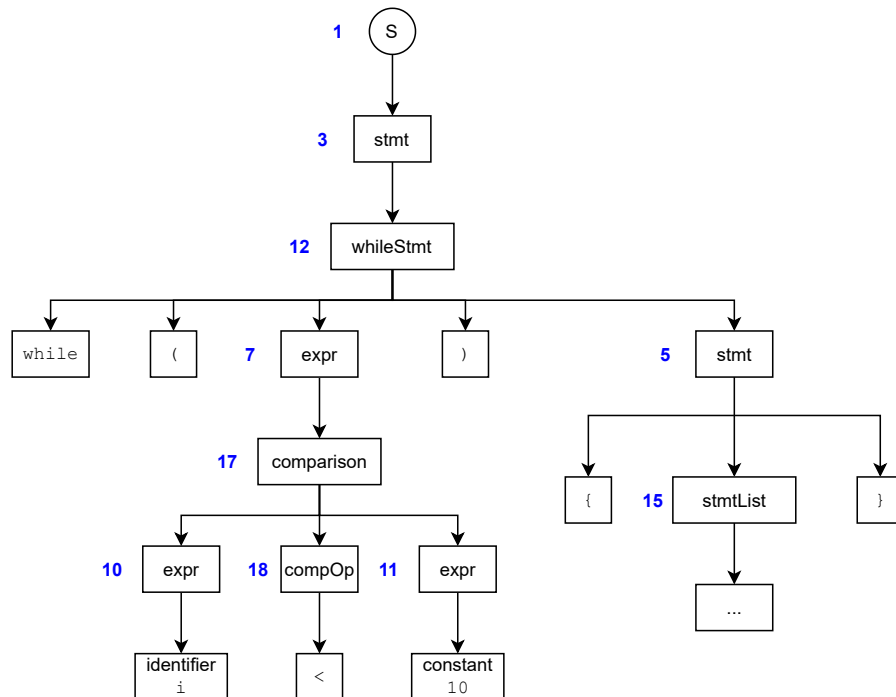 1 S
3 stmt
12 whileStmt
while ( 7 expr ) 5 stmt
17 comparison
{ 15 stmtList }
10 expr 18 compOp 11 expr
...
identifier
i
<
constant
10